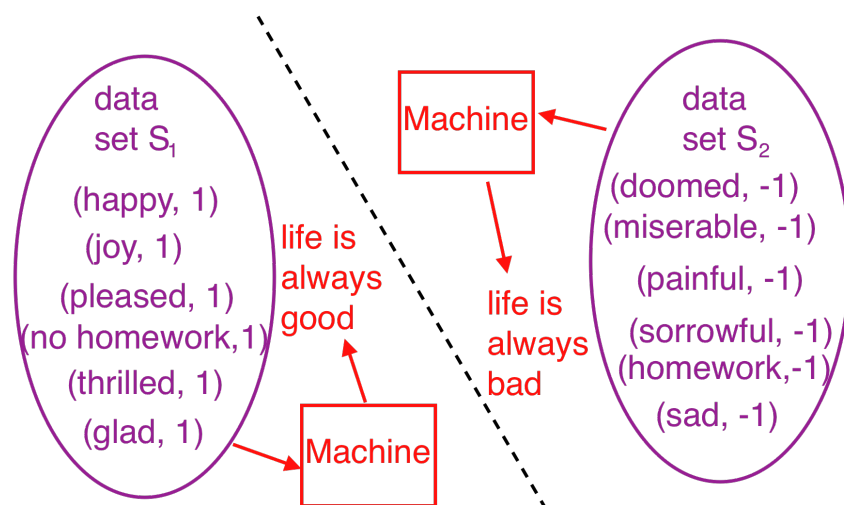 data
set S₁
(happy, 1)
(joy, 1)
(pleased, 1)
(no homework,1)
(thrilled, 1)
(glad, 1)
life is
always
good
Machine
Machine
life is
always
bad
data
set S₂
(doomed, -1)
(miserable, -1)
(painful, -1)
(sorrowful, -1)
(homework,-1)
(sad, -1)